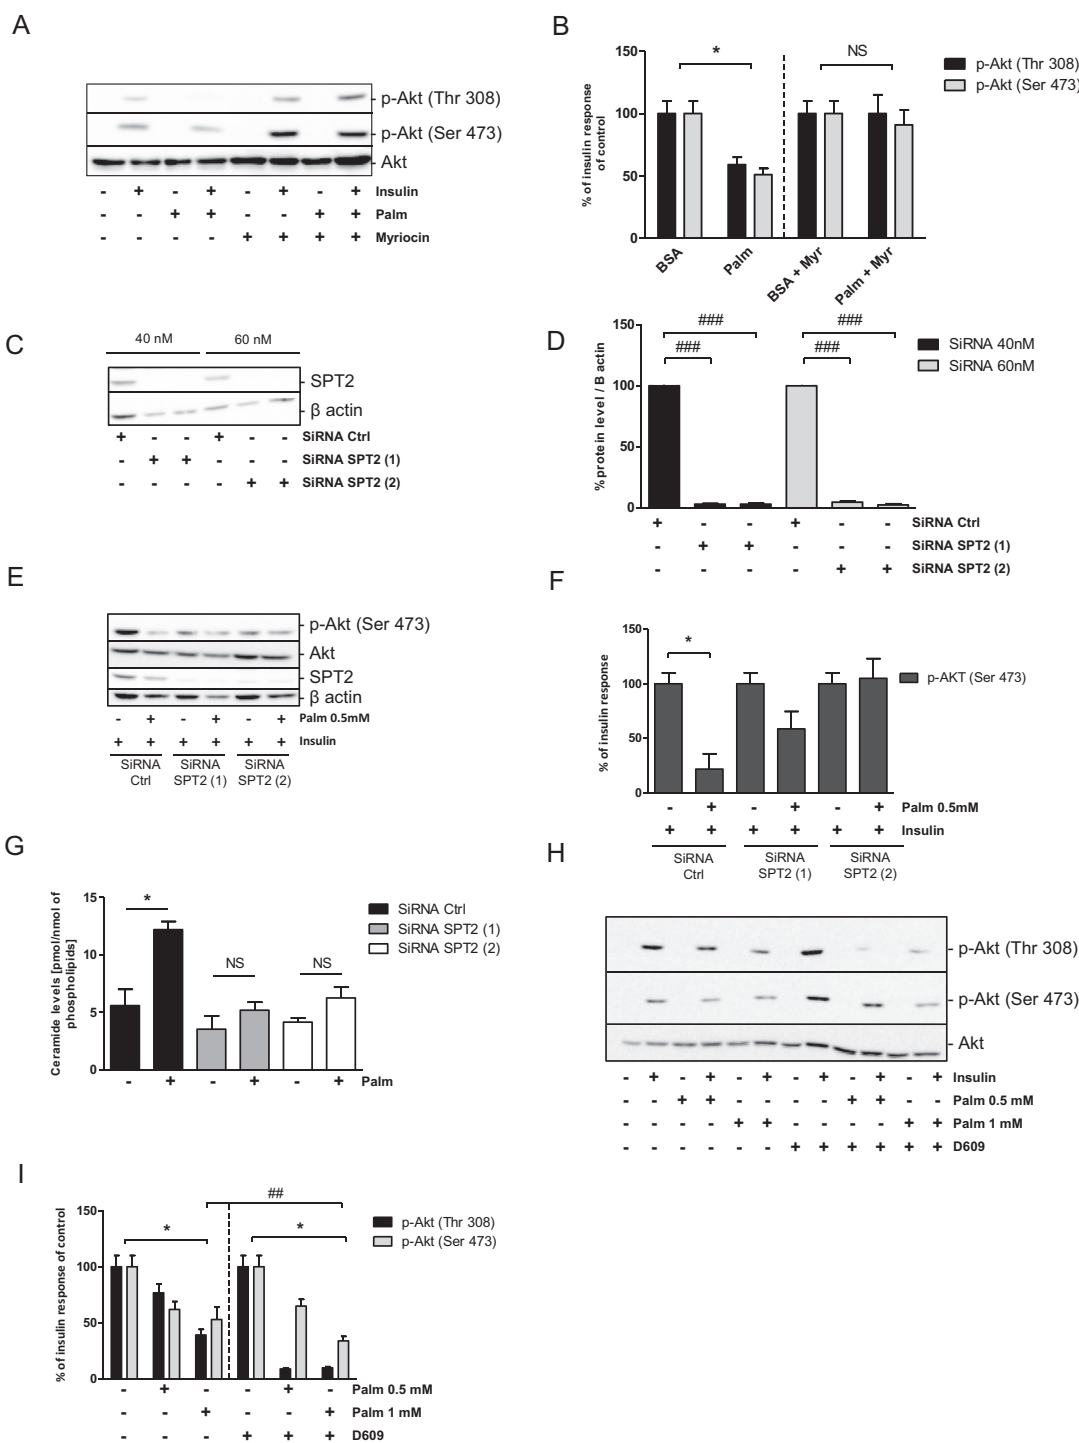 A
p-Akt (Thr 308)
p-Akt (Ser 473)
Akt
- + - + - + - + Insulin
- - + + - - + + Palm
- - - - + + + + Myriocin
B
% of insulin response
of control
150
100
50
0
* NS
BSA Palm BSA + Myr Palm + Myr
p-Akt (Thr 308)
p-Akt (Ser 473)
C
40 nM 60 nM
SPT2
β actin
+ - - + - - SiRNA Ctrl
- + + - - - SiRNA SPT2 (1)
- - - - + + SiRNA SPT2 (2)
D
% protein level / B actin
150
100
50
0
### ###
### ###
SiRNA 40nM
SiRNA 60nM
+ - - + - - SiRNA Ctrl
- + + - - - SiRNA SPT2 (1)
- - - - + + SiRNA SPT2 (2)
E
p-Akt (Ser 473)
Akt
SPT2
β actin
- + - + - + Palm 0.5mM
+ + + + + + Insulin
SiRNA Ctrl
SiRNA SPT2 (1)
SiRNA SPT2 (2)
F
% of insulin response
150
100
50
0
*
p-AKT (Ser 473)
- + - + - + Palm 0.5mM
+ + + + + + Insulin
SiRNA Ctrl
SiRNA SPT2 (1)
SiRNA SPT2 (2)
G
Ceramide levels [pmol/nmol of
phospholipids]
15
10
5
0
* NS NS
SiRNA Ctrl
SiRNA SPT2 (1)
SiRNA SPT2 (2)
- + - + - + Palm
H
p-Akt (Thr 308)
p-Akt (Ser 473)
Akt
- + - + - + - + - + - + Insulin
- - + + - - - - + + - - Palm 0.5 mM
- - - - + + - - - - + + Palm 1 mM
- - - - - - + + + + + + D609
I
% of insulin response of control
150
100
50
0
##
* *
p-Akt (Thr 308)
p-Akt (Ser 473)
- + - - + - Palm 0.5 mM
- - + - - + Palm 1 mM
- - - + + + D609